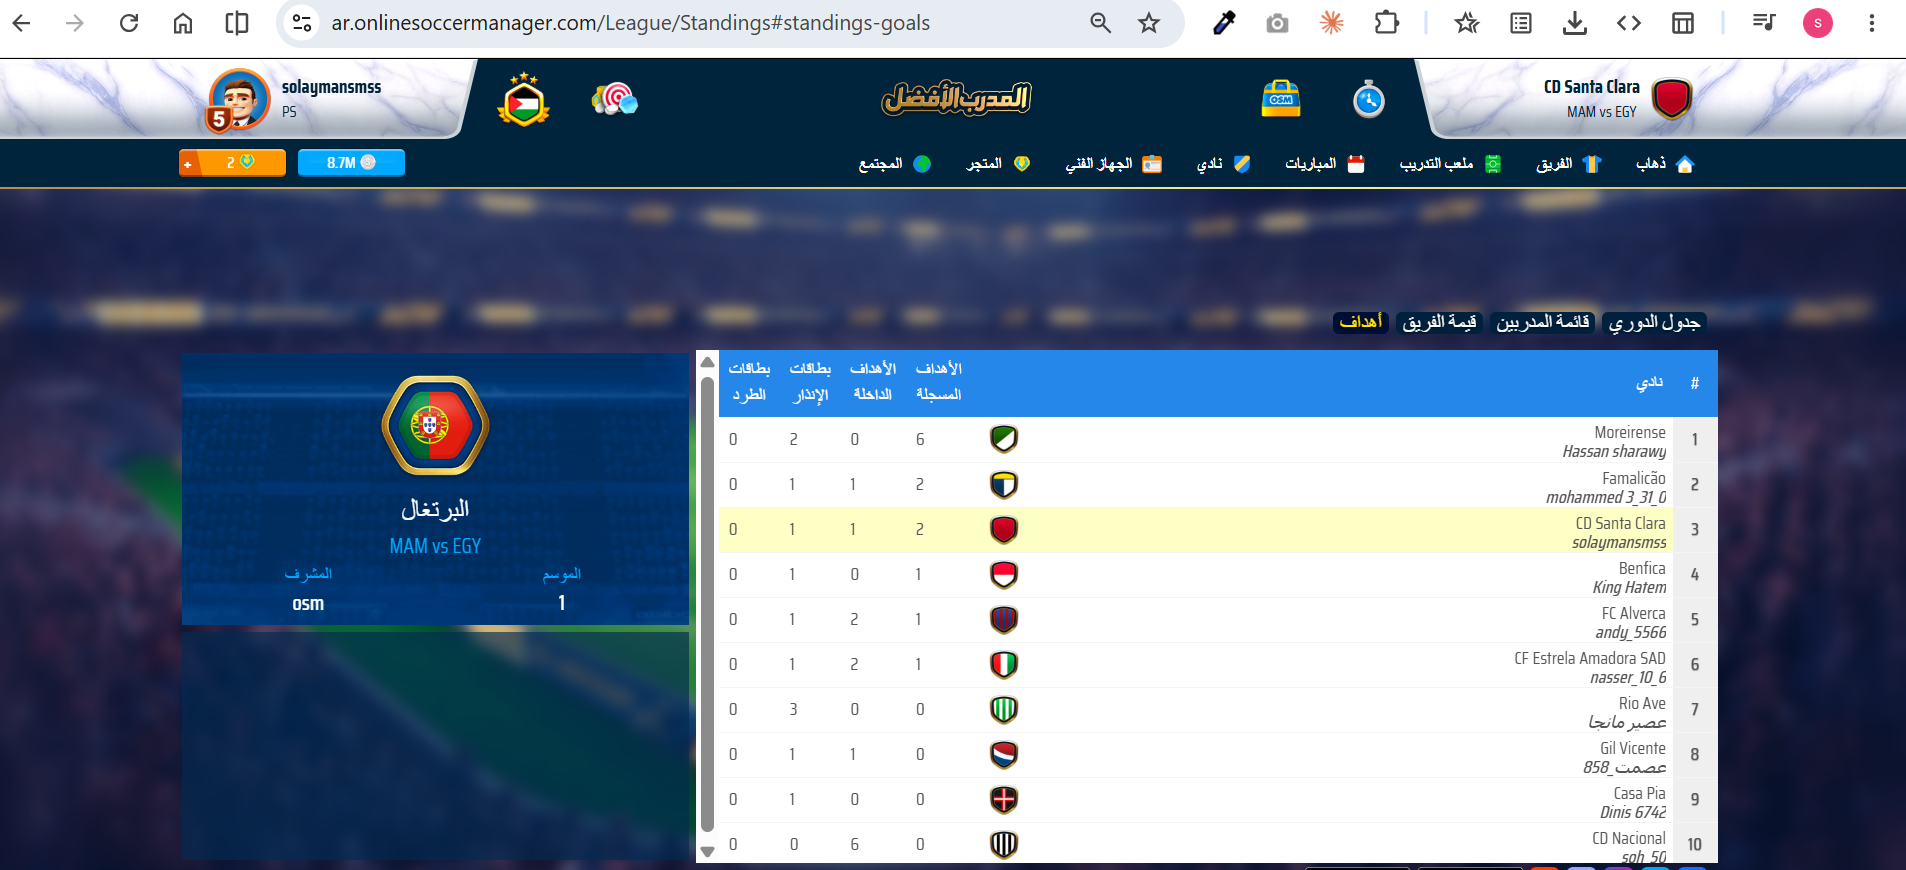 ar.onlinesoccermanager.com/League/Standings#standings-goals
s
solaymansmss
PS
5
المدرب الأفضل
OSM
CD Santa Clara
MAM vs EGY
+ 2
8.7M
ذهاب
الفريق
ملعب التدريب
المباريات
نادي
الجهاز الفني
المتجر
المجتمع
جدول الدوري
قائمة المدربين
قيمة الفريق
أهداف
البرتغال
MAM vs EGY
الموسم
1
المشرف
osm
# نادي الأهداف المسجلة الأهداف الداخلة بطاقات الإنذار بطاقات الطرد
1 Moreirense 6 0 2 0
Hassan sharawy
2 Famalicão 2 1 1 0
mohammed 3_31_0
3 CD Santa Clara 2 1 1 0
solaymansmss
4 Benfica 1 0 1 0
King Hatem
5 FC Alverca 1 2 1 0
andy_5566
6 CF Estrela Amadora SAD 1 2 1 0
nasser_10_6
7 Rio Ave 0 0 3 0
عصير مانجا
8 Gil Vicente 0 1 1 0
عصمت_858
9 Casa Pia 0 0 1 0
Dinis 6742
10 CD Nacional 0 6 0 0
soh_50